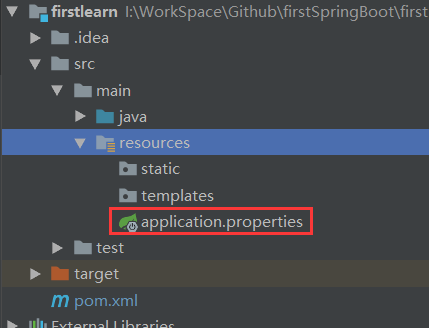 firstlearn I:\WorkSpace\Github\firstSpringBoot\first
.idea
src
main
java
resources
static
templates
application.properties
test
target
pom.xml
External Libraries